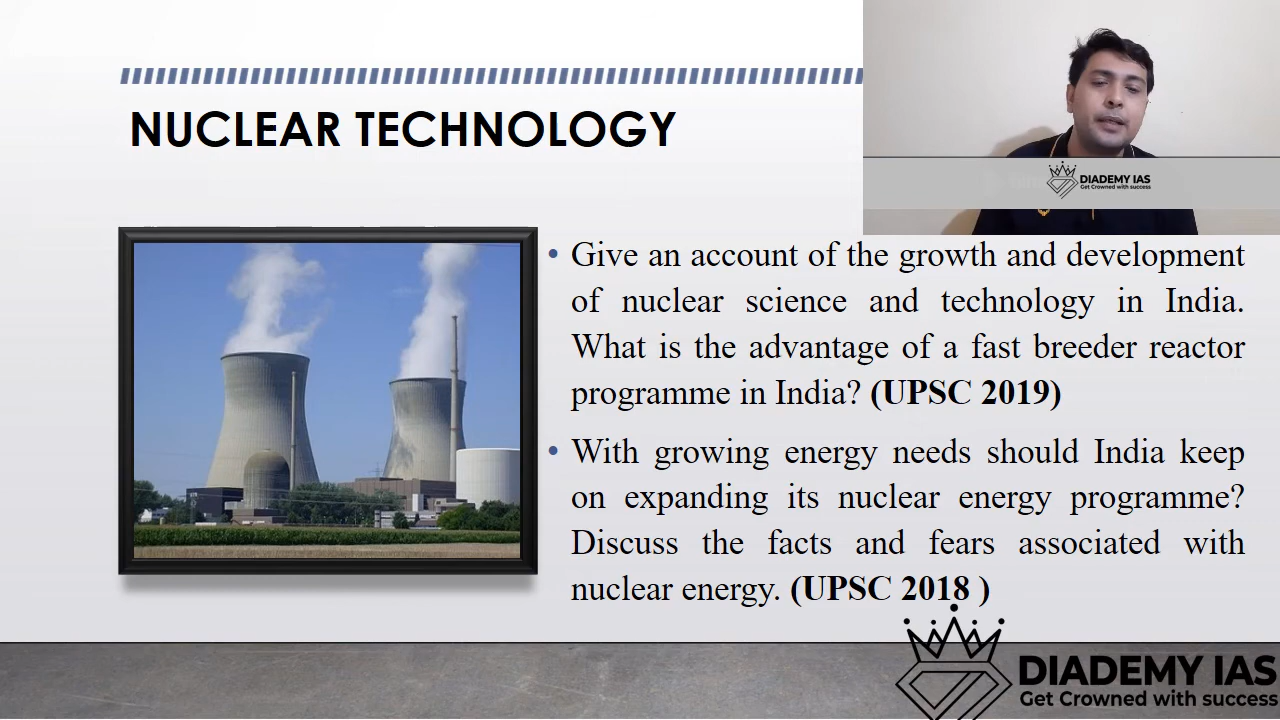 NUCLEAR TECHNOLOGY
DIADEMY IAS
Get Crowned with success
• Give an account of the growth and development
of nuclear science and technology in India.
What is the advantage of a fast breeder reactor
programme in India? (UPSC 2019)
• With growing energy needs should India keep
on expanding its nuclear energy programme?
Discuss the facts and fears associated with
nuclear energy. (UPSC 2018 )
DIADEMY IAS
Get Crowned with success